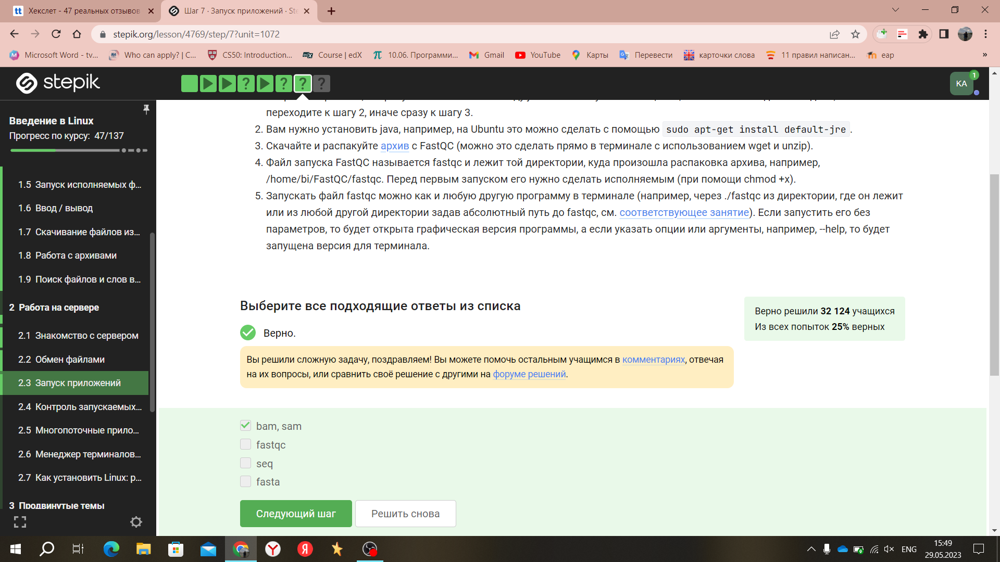 Хекслет - 47 реальных отзывов
Шаг 7 · Запуск приложений · Ste
stepik.org/lesson/4769/step/7?unit=1072
Microsoft Word - tv...
Who can apply? | C...
CS50: Introduction...
edX
Course | edX
10.06. Программи...
Gmail
YouTube
Карты
Перевести
карточки слова
11 правил написан...
eap
»
stepik
? ? ? ?
KA
1
Введение в Linux
Прогресс по курсу: 47/137
1.5 Запуск исполняемых ф...
1.6 Ввод / вывод
1.7 Скачивание файлов из...
1.8 Работа с архивами
1.9 Поиск файлов и слов в...
2 Работа на сервере
2.1 Знакомство с сервером
2.2 Обмен файлами
2.3 Запуск приложений
2.4 Контроль запускаемых...
2.5 Многопоточные прило...
2.6 Менеджер терминалов...
2.7 Как установить Linux: р...
3 Продвинутые темы
переходите к шагу 2, иначе сразу к шагу 3.
2. Вам нужно установить java, например, на Ubuntu это можно сделать с помощью sudo apt-get install default-jre.
3. Скачайте и распакуйте архив с FastQC (можно это сделать прямо в терминале с использованием wget и unzip).
4. Файл запуска FastQC называется fastqc и лежит той директории, куда произошла распаковка архива, например,
/home/bi/FastQC/fastqc. Перед первым запуском его нужно сделать исполняемым (при помощи chmod +x).
5. Запускать файл fastqc можно как и любую другую программу в терминале (например, через ./fastqc из директории, где он лежит
или из любой другой директории задав абсолютный путь до fastqc, см. соответствующее занятие). Если запустить его без
параметров, то будет открыта графическая версия программы, а если указать опции или аргументы, например, --help, то будет
запущена версия для терминала.
Выберите все подходящие ответы из списка
Верно решили 32 124 учащихся
Из всех попыток 25% верных
Верно.
Вы решили сложную задачу, поздравляем! Вы можете помочь остальным учащимся в комментариях, отвечая
на их вопросы, или сравнить своё решение с другими на форуме решений.
bam, sam
fastqc
seq
fasta
Следующий шаг
Решить снова
ENG
15:49
29.05.2023